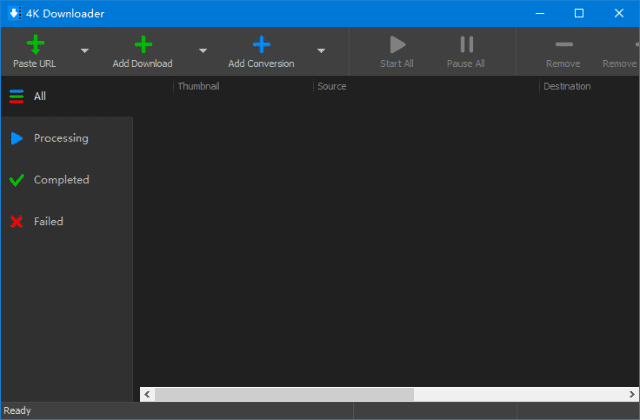 4K Downloader
Paste URL
Add Download
Add Conversion
Start All
Pause All
Remove
Remove
All
Thumbnail
Source
Destination
Processing
Completed
Failed
Ready